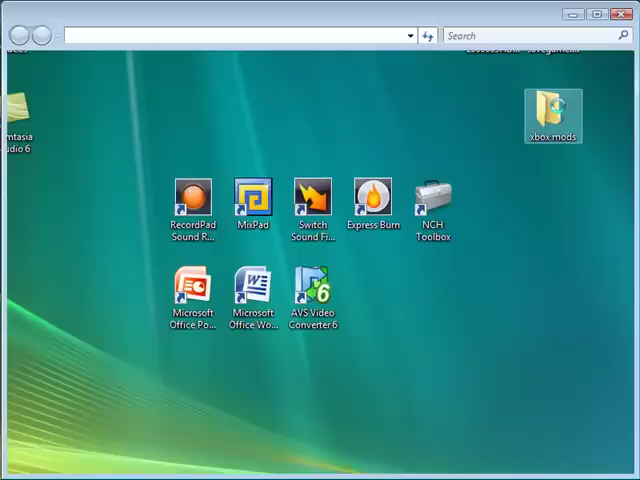 Search
xbox mods
mtasia
udio 6
RecordPad
Sound R...
MixPad
Switch
Sound Fi...
Express Burn
NCH
Toolbox
Microsoft
Office Po...
Microsoft
Office Wo...
AVS Video
Converter 6
6